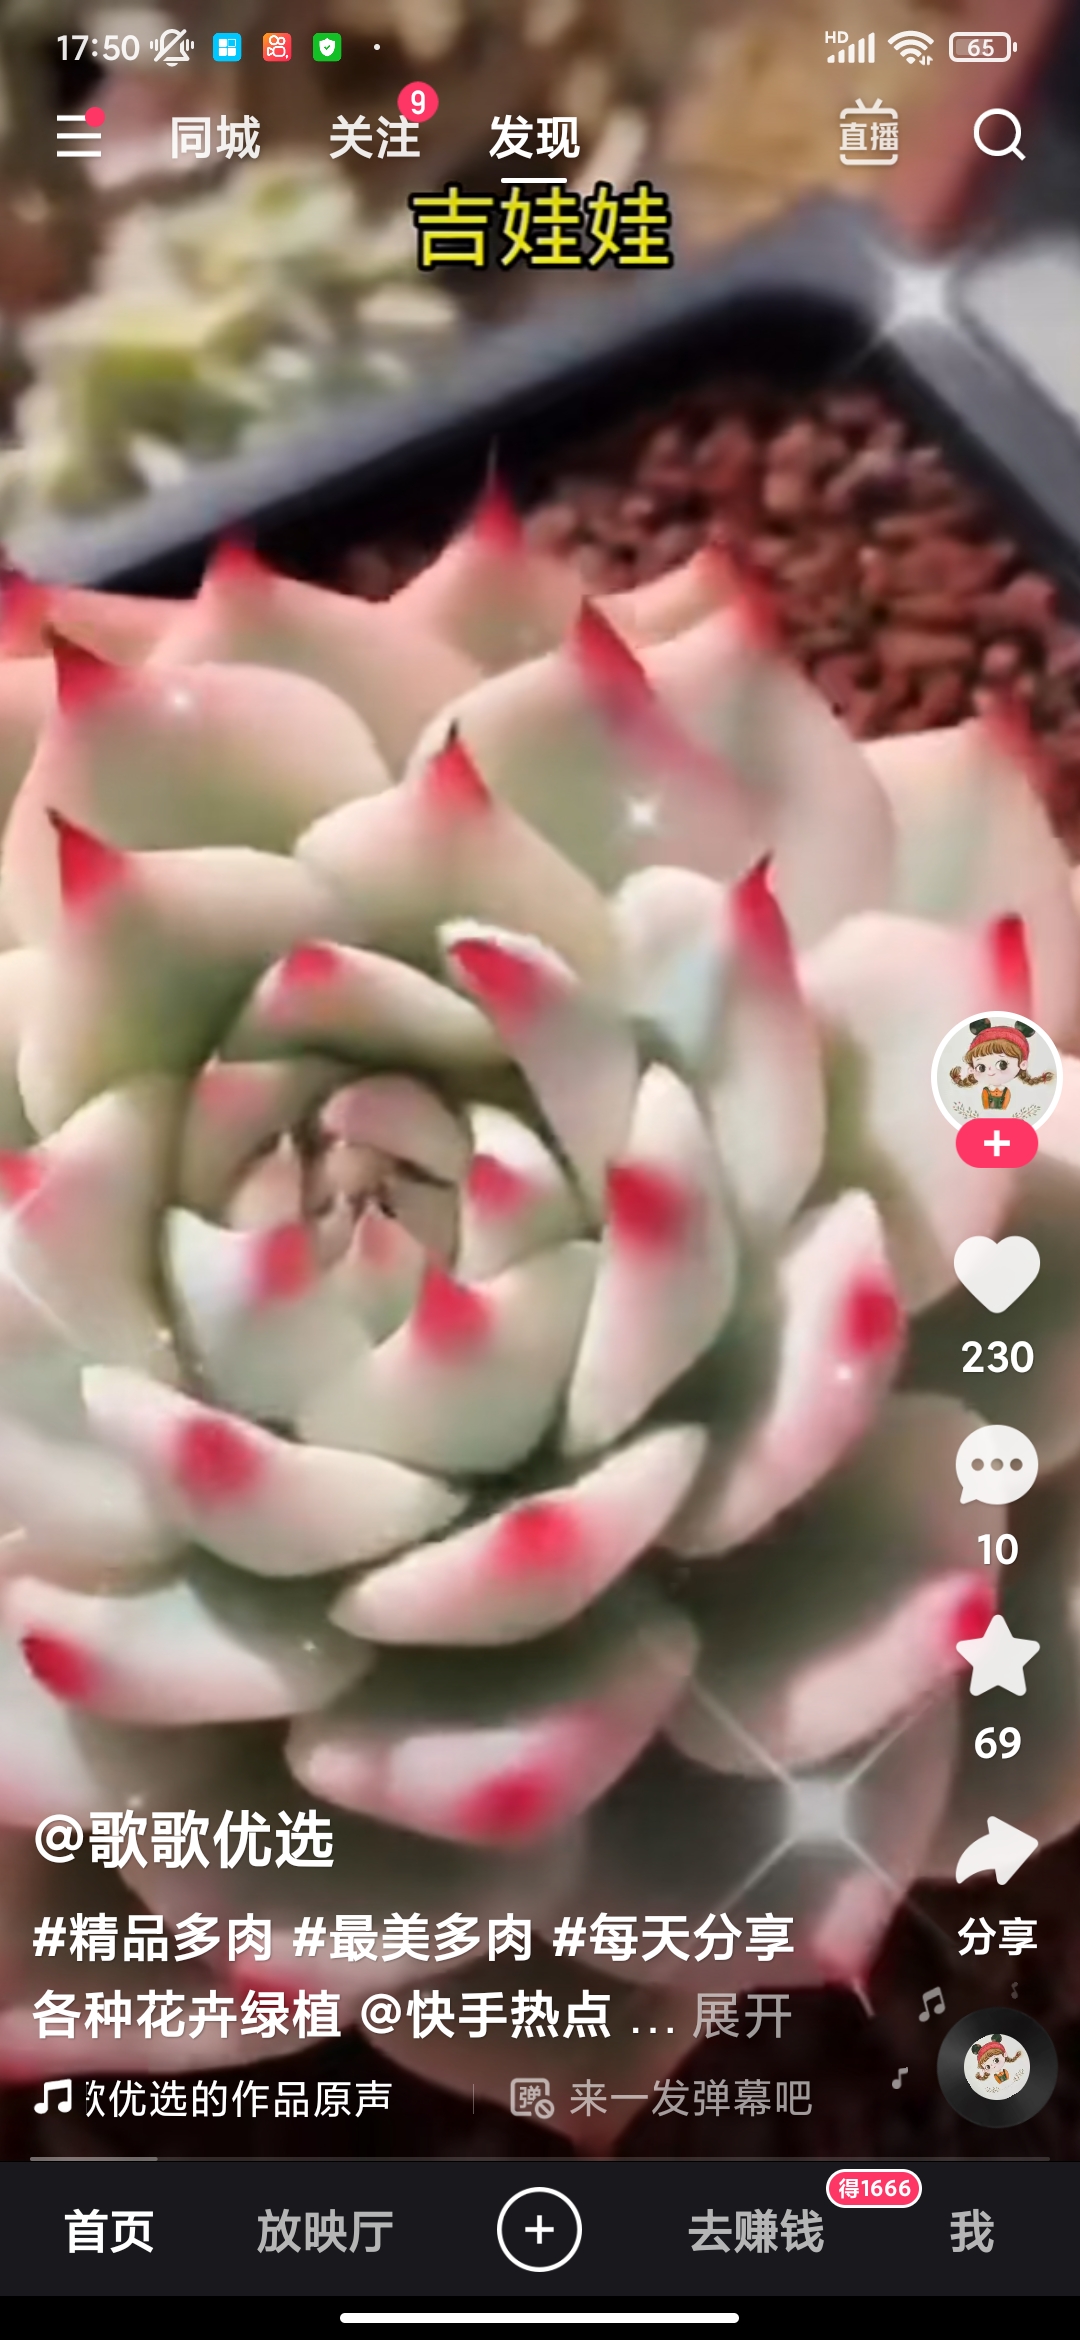 17:50
HD
65
同城
关注
9
发现
直播
吉娃娃
230
10
69
分享
@歌歌优选
#精品多肉 #最美多肉 #每天分享
各种花卉绿植 @快手热点 ... 展开
歌优选的作品原声
弹
来一发弹幕吧
首页
放映厅
去赚钱
得1666
我